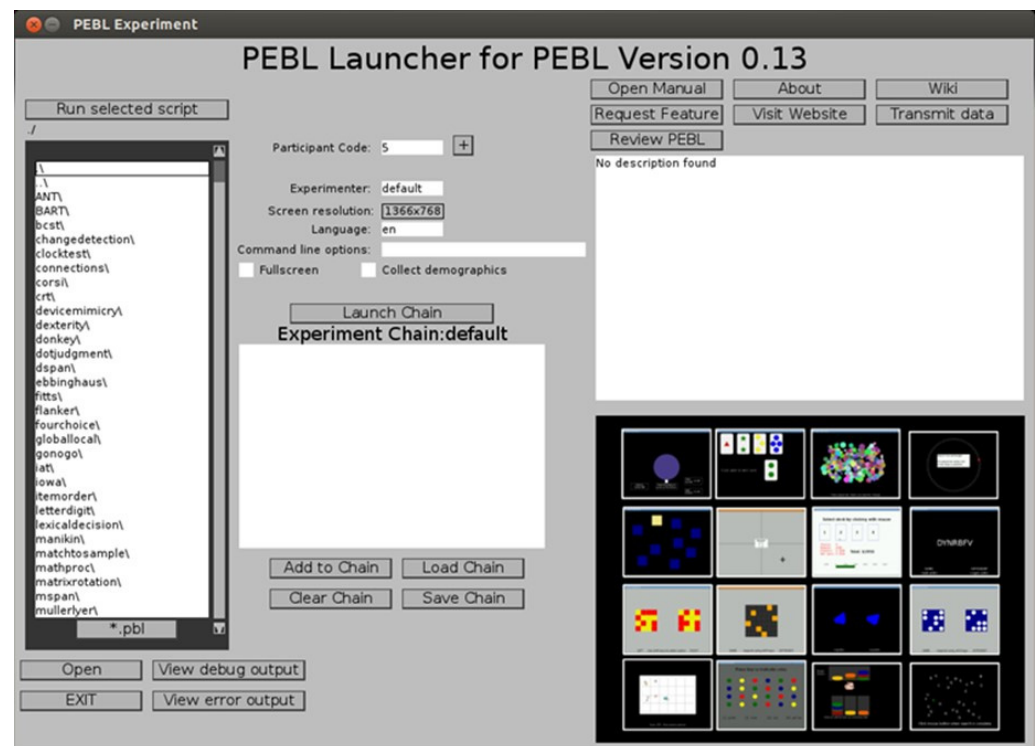 PEBL Experiment
PEBL Launcher for PEBL Version 0.13
Run selected script
./
.\
..\
ANT\
BART\
bcst\
changedetection\
clocktest\
connections\
corsi\
crt\
devicemimicry\
dexterity\
donkey\
dotjudgment\
dspan\
ebbinghaus\
fitts\
flanker\
fourchoice\
globallocal\
gonogo\
iat\
iowa\
itemorder\
letterdigit\
lexicaldecision\
manikin\
matchtosample\
mathproc\
matrixrotation\
mspan\
mullerlyer\
*.pbl
Open
View debug output
EXIT
View error output
Participant Code: 5 +
Experimenter: default
Screen resolution: 1366x768
Language: en
Command line options:
Fullscreen Collect demographics
Launch Chain
Experiment Chain:default
Add to Chain Load Chain
Clear Chain Save Chain
Open Manual About Wiki
Request Feature Visit Website Transmit data
Review PEBL
No description found
DYNRBFV